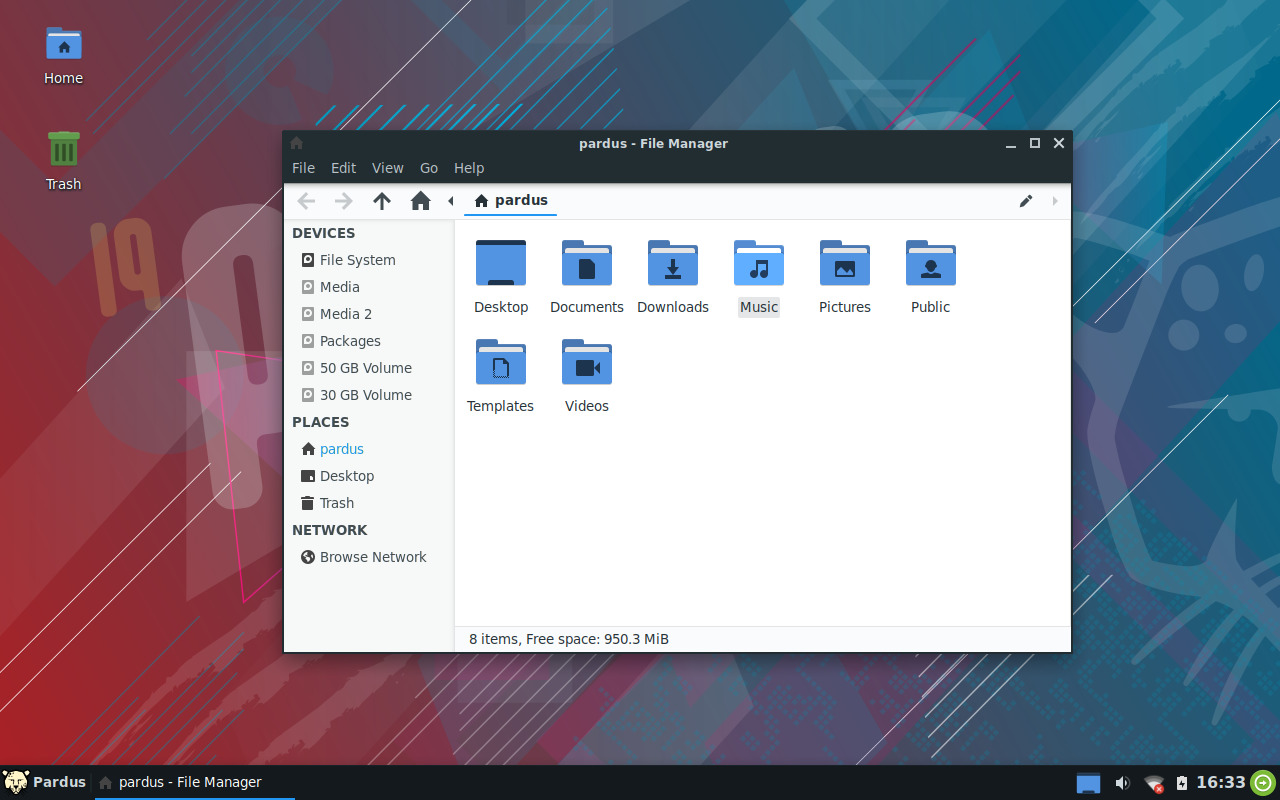 Home
Trash
19
pardus - File Manager
File Edit View Go Help
pardus
DEVICES
File System
Media
Media 2
Packages
50 GB Volume
30 GB Volume
PLACES
pardus
Desktop
Trash
NETWORK
Browse Network
Desktop Documents Downloads Music Pictures Public
Templates Videos
8 items, Free space: 950.3 MiB
Pardus pardus - File Manager 16:33